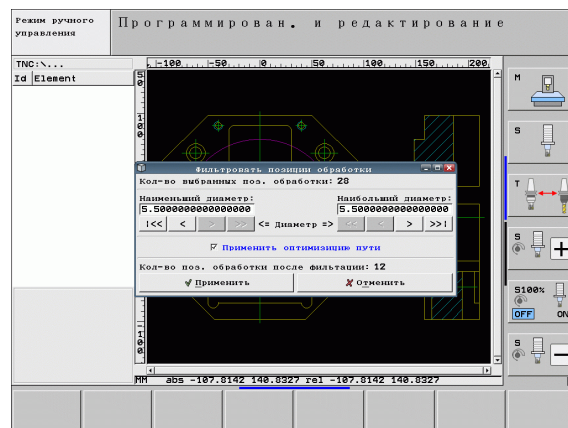 Режим ручного
управления
Программирован. и редактирование
TNC:\...
-100 -50 0 50 100 150 200
Id Element
M
S
T
S
S100%
OFF ON
S
Фильтровать позиции обработки
Кол-во выбранных поз. обработки: 28
Наименьший диаметр: Наибольший диаметр:
5.5000000000000000 5.5000000000000000
|<< < > >> <= Диаметр => << < > >>|
Применить оптимизацию пути
Кол-во поз. обработки после фильтации: 12
Применить Отменить
MM abs -107.8142 140.8327 rel -107.8142 140.8327